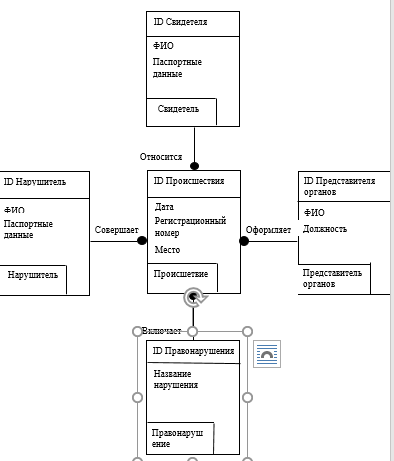 ID Свидетеля
ФИО
Паспортные
данные
Свидетель
Относится
ID Нарушитель
ФИО
Паспортные
данные
Нарушитель
Совершает
ID Происшествия
Дата
Регистрационный
номер
Место
Происшетвие
Оформляет
ID Представителя
органов
ФИО
Должность
Представитель
органов
Включает
ID Правонарушения
Название
нарушения
Правонаруш
ение